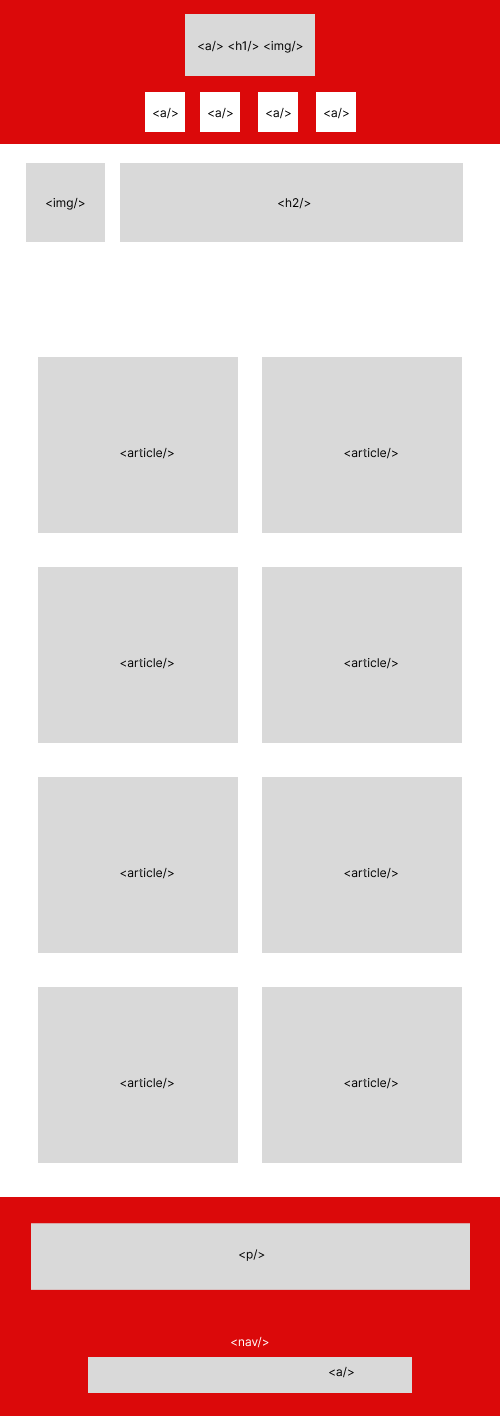 <a/> <h1/> <img/>
<a/> <a/> <a/> <a/>
<img/> <h2/>
<article/> <article/>
<article/> <article/>
<article/> <article/>
<article/> <article/>
<p/>
<nav/>
<a/>